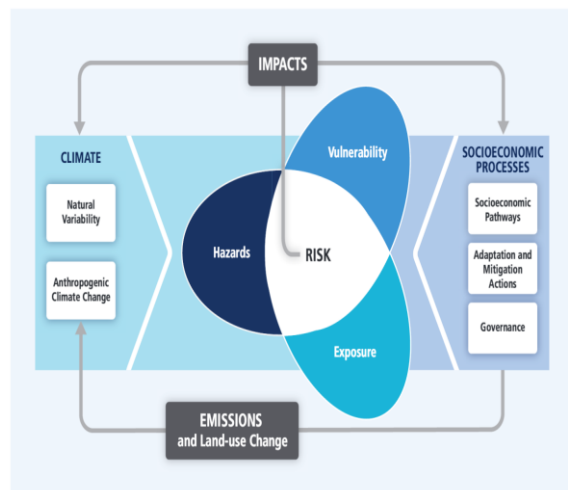 IMPACTS
CLIMATE
Natural
Variability
Anthropogenic
Climate Change
Vulnerability
Hazards
RISK
Exposure
SOCIOECONOMIC
PROCESSES
Socioeconomic
Pathways
Adaptation and
Mitigation
Actions
Governance
EMISSIONS
and Land-use Change